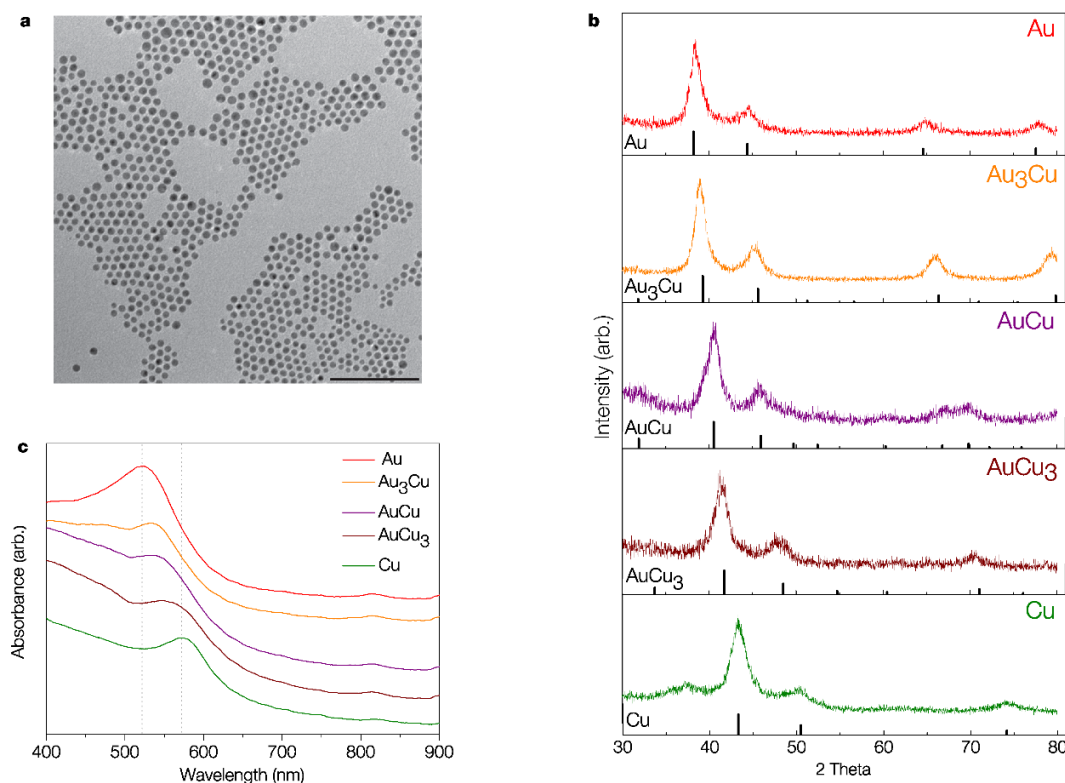 a
b
Au
Au
Au₃Cu
Au₃Cu
AuCu
AuCu
AuCu₃
AuCu₃
Cu
Cu
Intensity (arb.)
30 40 50 60 70 80
2 Theta
c
Au
Au₃Cu
AuCu
AuCu₃
Cu
Absorbance (arb.)
400 500 600 700 800 900
Wavelength (nm)